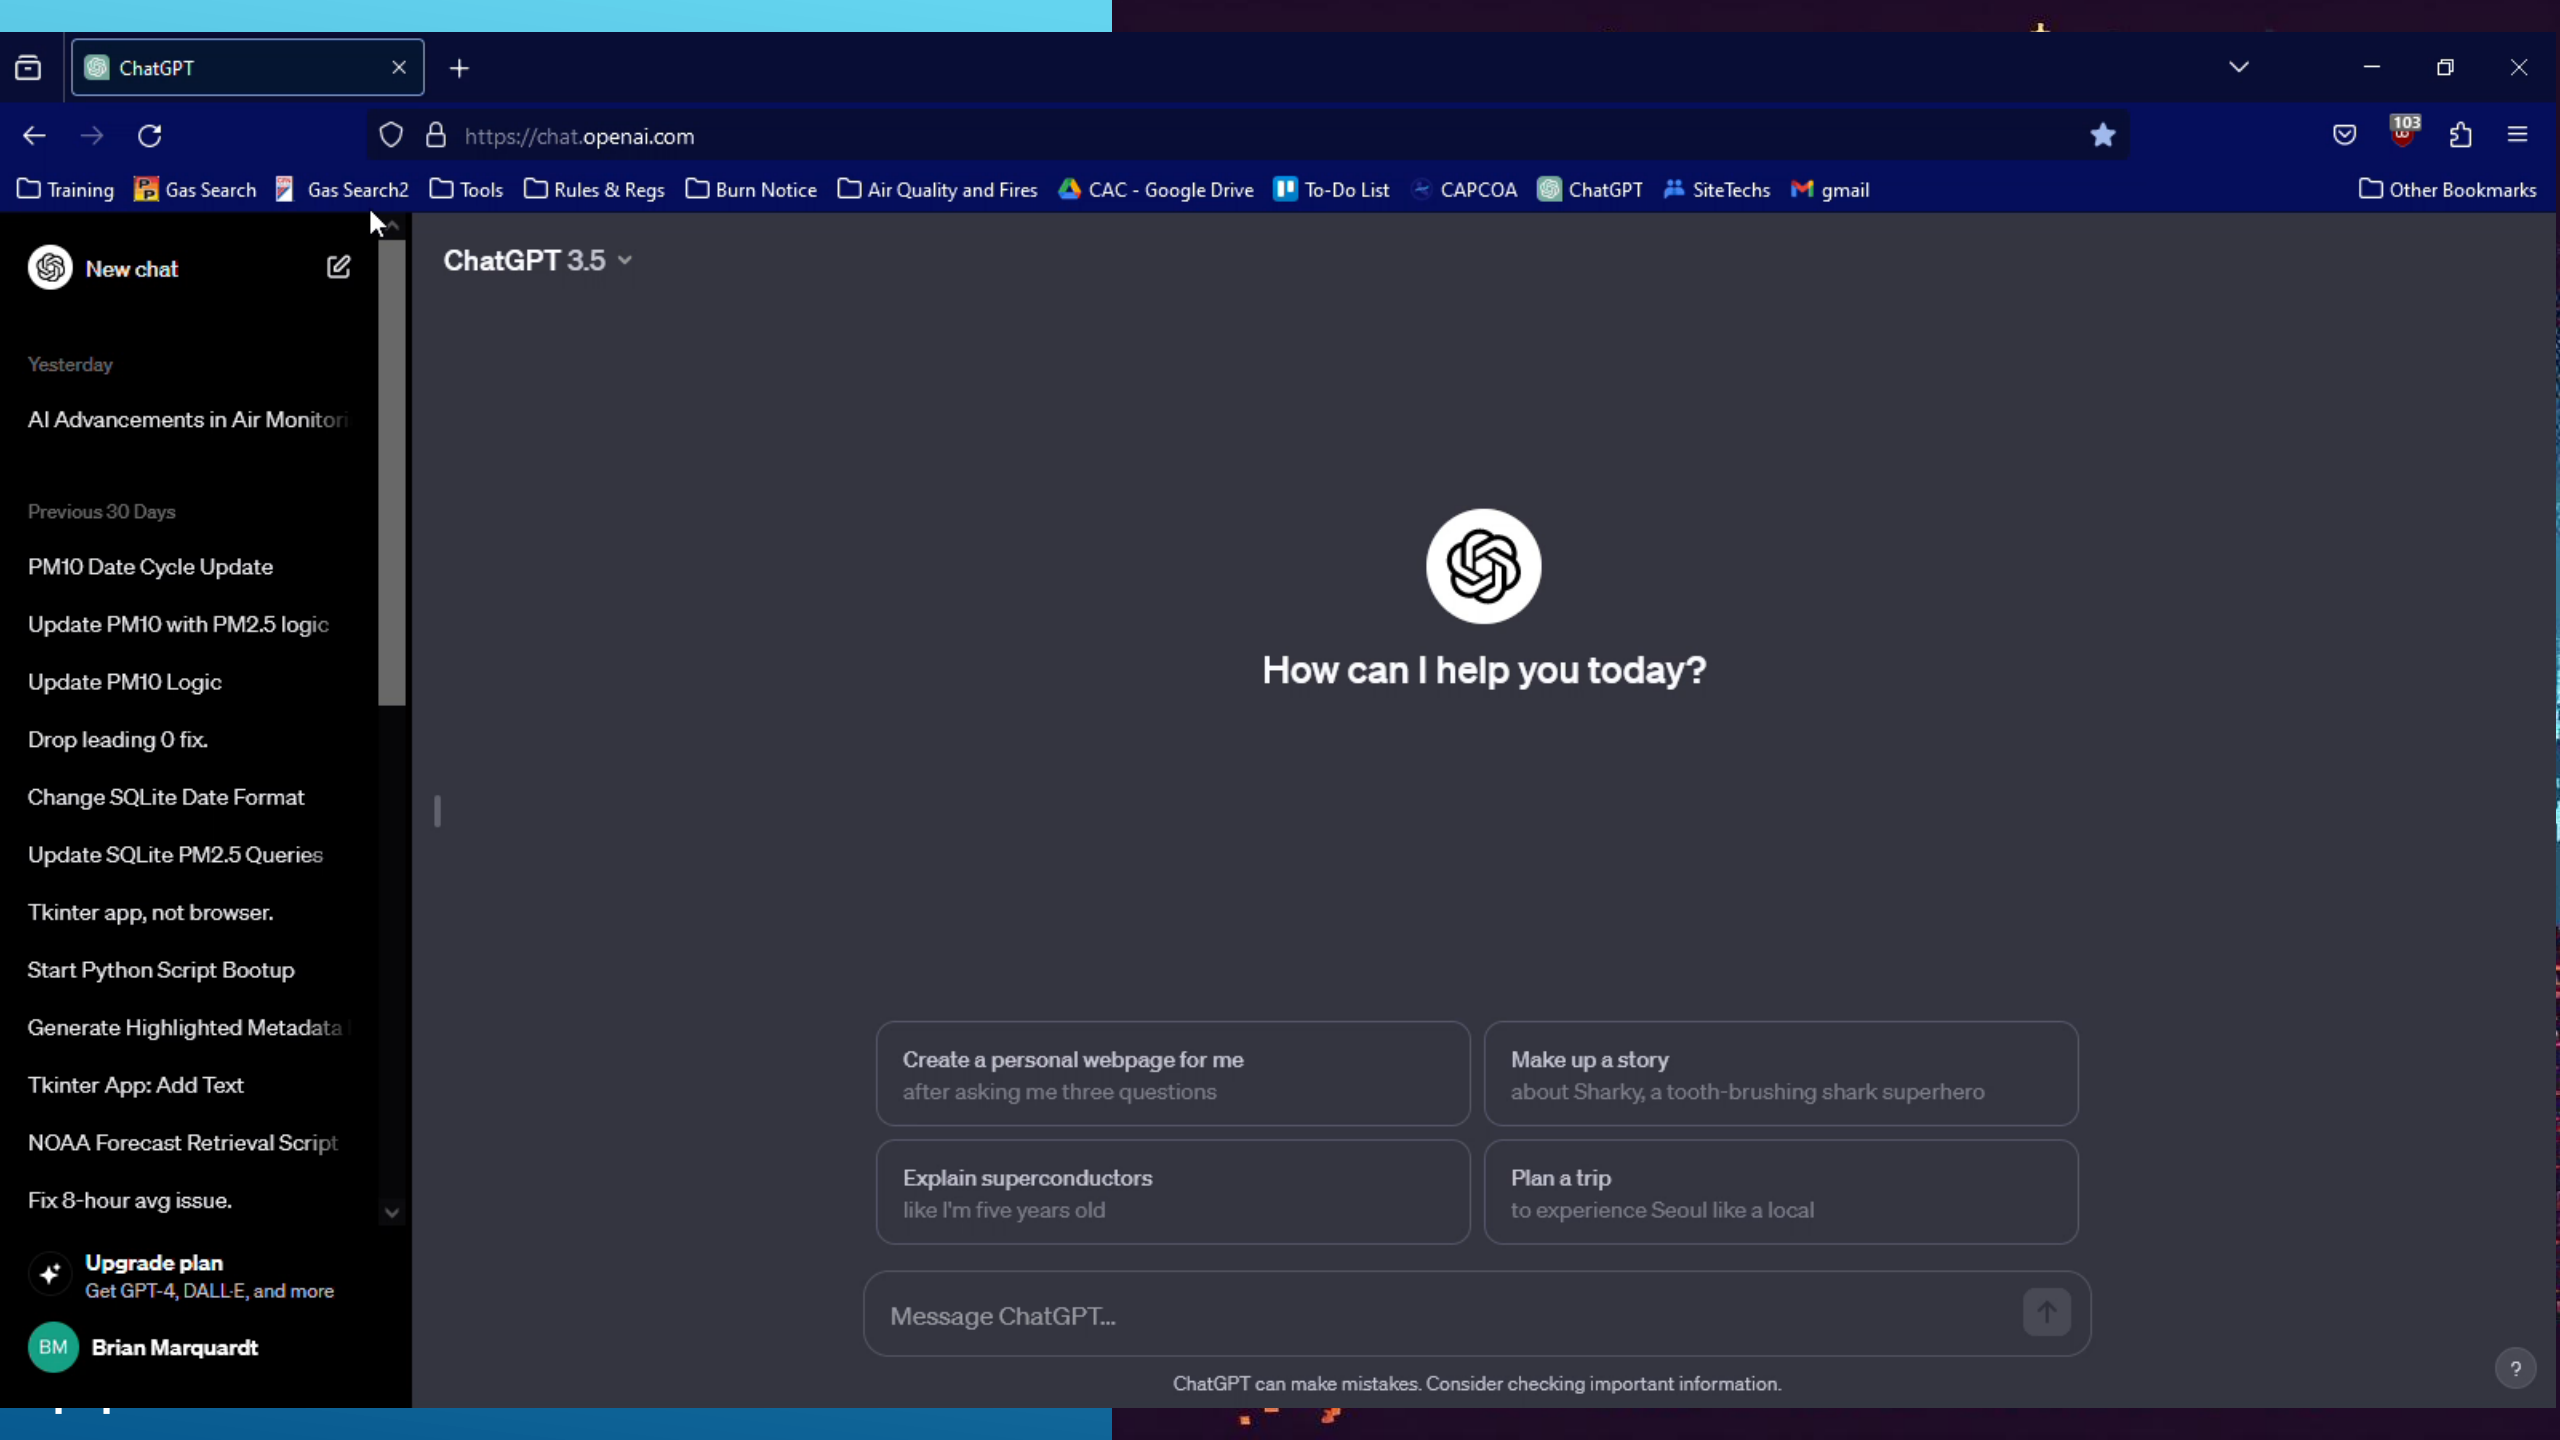 ChatGPT
https://chat.openai.com
103
Training Gas Search Gas Search2 Tools Rules & Regs Burn Notice Air Quality and Fires CAC - Google Drive To-Do List CAPCOA ChatGPT SiteTechs gmail Other Bookmarks
New chat
Yesterday
AI Advancements in Air Monitori
Previous 30 Days
PM10 Date Cycle Update
Update PM10 with PM2.5 logic
Update PM10 Logic
Drop leading 0 fix.
Change SQLite Date Format
Update SQLite PM2.5 Queries
Tkinter app, not browser.
Start Python Script Bootup
Generate Highlighted Metadata
Tkinter App: Add Text
NOAA Forecast Retrieval Script
Fix 8-hour avg issue.
Upgrade plan
Get GPT-4, DALL·E, and more
BM Brian Marquardt
ChatGPT 3.5
How can I help you today?
Create a personal webpage for me
after asking me three questions
Make up a story
about Sharky, a tooth-brushing shark superhero
Explain superconductors
like I'm five years old
Plan a trip
to experience Seoul like a local
Message ChatGPT...
ChatGPT can make mistakes. Consider checking important information.
?